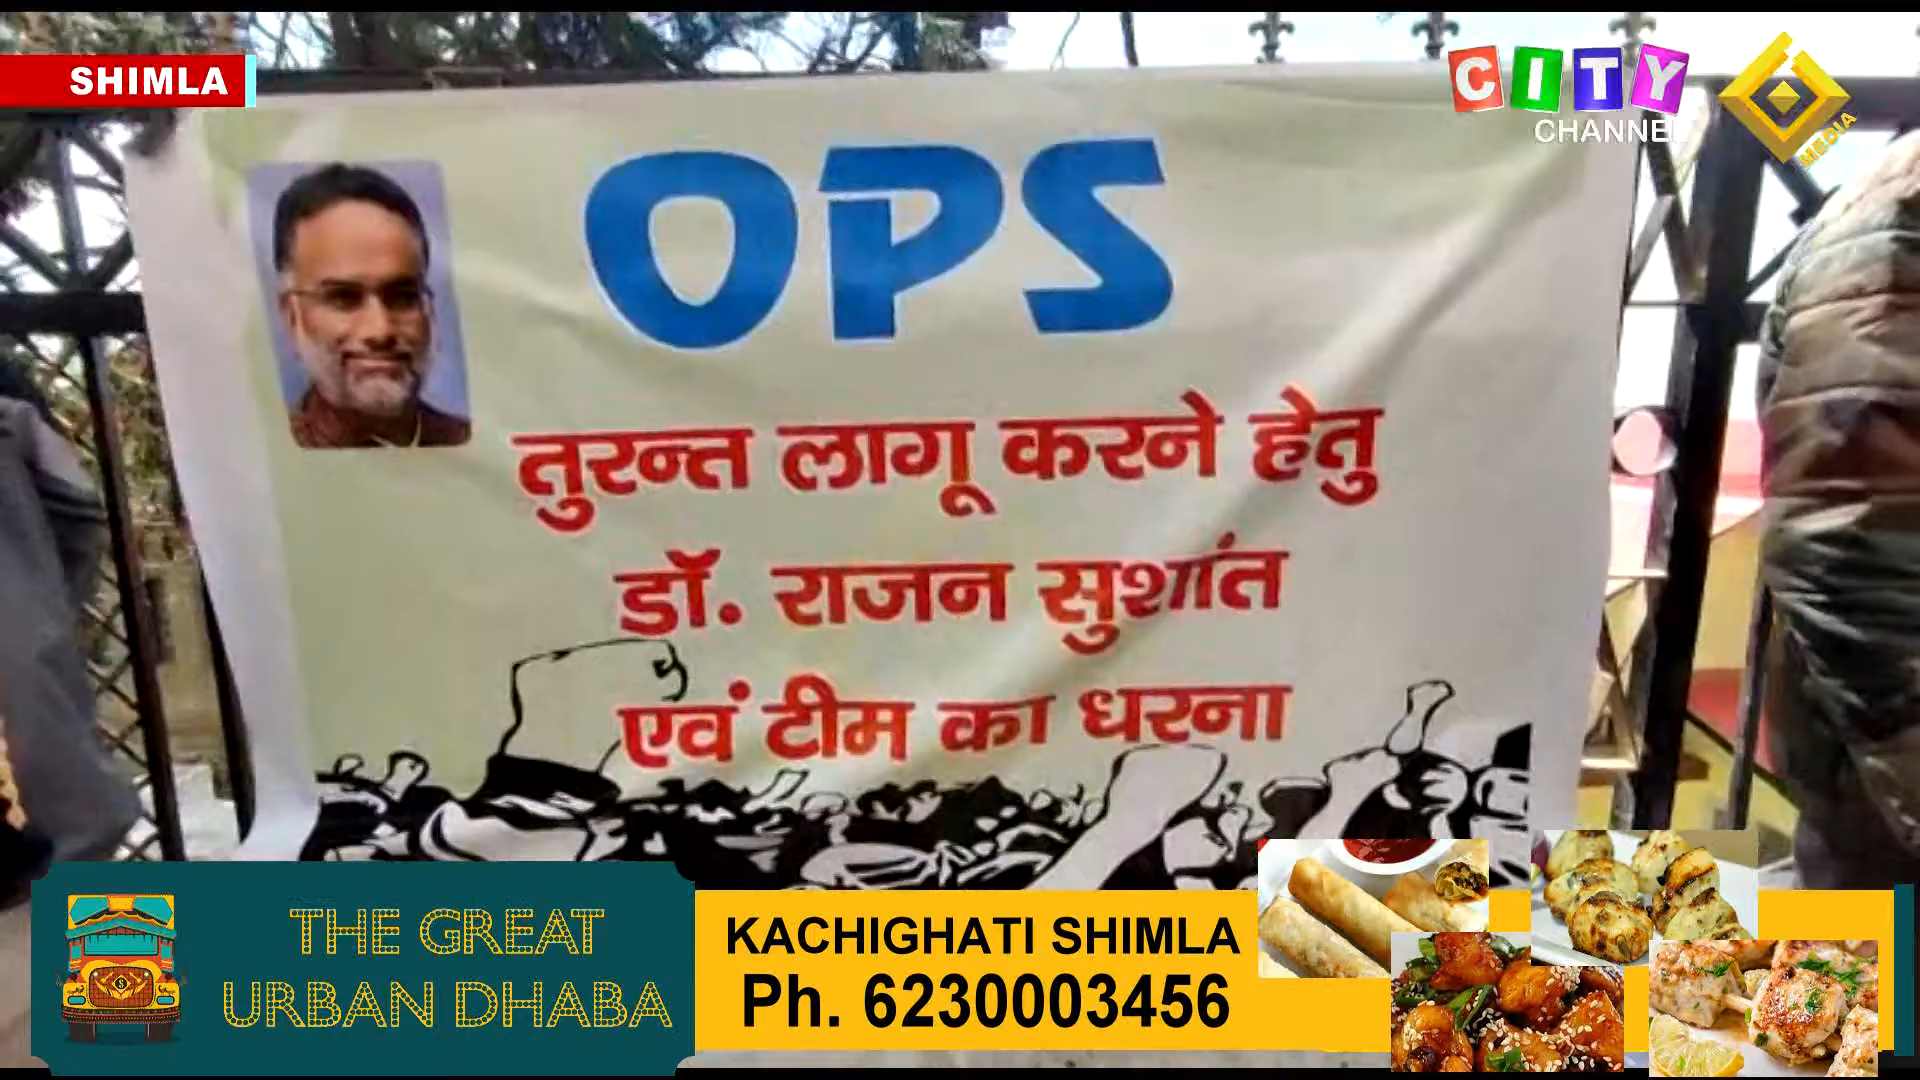 SHIMLA
CITY
CHANNEL
MEDIA
OPS
तुरन्त लागू करने हेतु
डॉ. राजन सुशांत
एवं टीम का धरना
THE GREAT
URBAN DHABA
KACHIGHATI SHIMLA
Ph. 6230003456